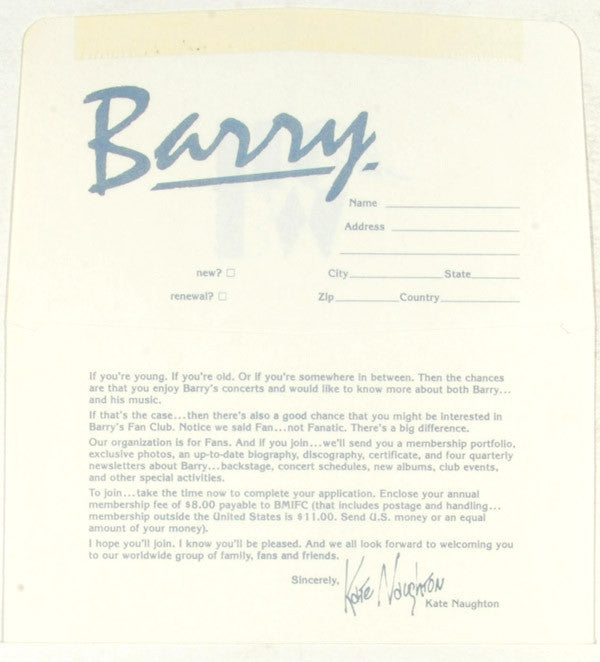 Barry.
Name
Address
new? □ City State
renewal? □ Zip Country
If you're young. If you're old. Or if you're somewhere in between. Then the chances
are that you enjoy Barry's concerts and would like to know more about both Barry...
and his music.
If that's the case...then there's also a good chance that you might be interested in
Barry's Fan Club. Notice we said Fan...not Fanatic. There's a big difference.
Our organization is for Fans. And if you join...we'll send you a membership portfolio,
exclusive photos, an up-to-date biography, discography, certificate, and four quarterly
newsletters about Barry...backstage, concert schedules, new albums, club events,
and other special activities.
To join...take the time now to complete your application. Enclose your annual
membership fee of $8.00 payable to BMIFC (that includes postage and handling...
membership outside the United States is $11.00. Send U.S. money or an equal
amount of your money).
I hope you'll join. I know you'll be pleased. And we all look forward to welcoming you
to our worldwide group of family, fans and friends.
Sincerely, Kate Naughton
Kate Naughton